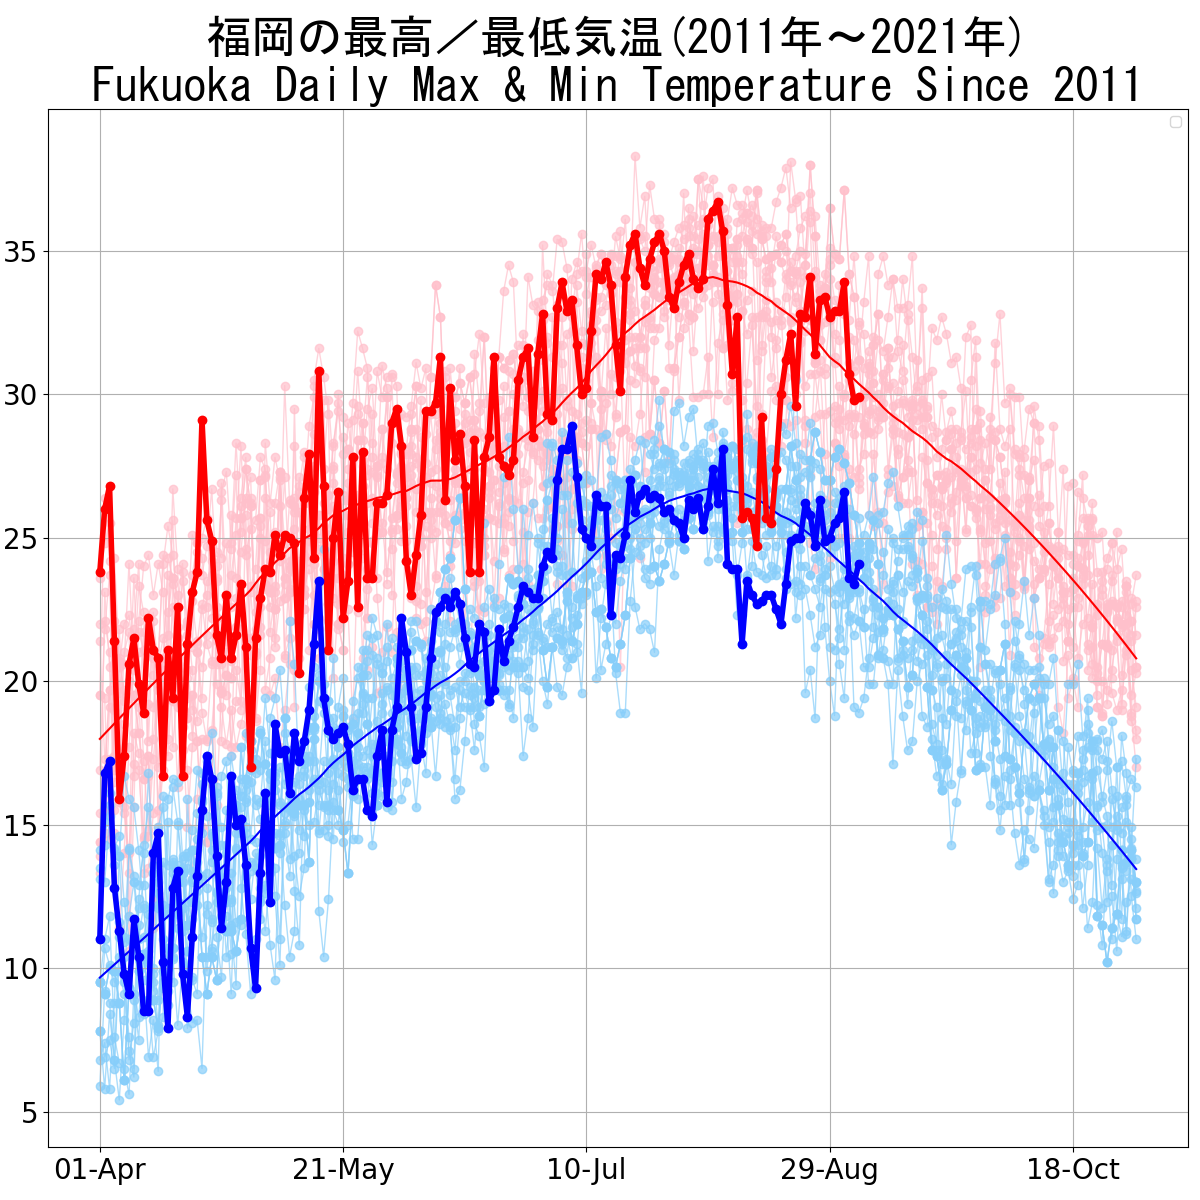 福岡の最高／最低気温(2011年～2021年)
Fukuoka Daily Max & Min Temperature Since 2011
35
30
25
20
15
10
5
01-Apr 21-May 10-Jul 29-Aug 18-Oct